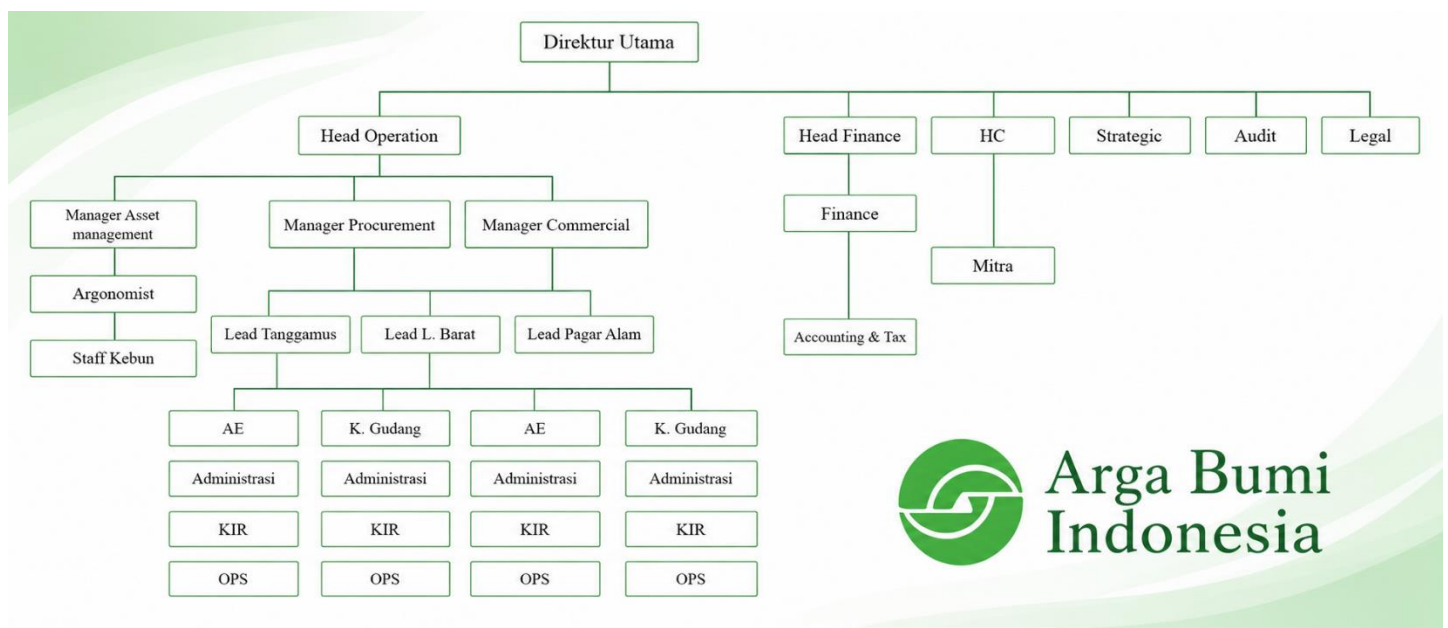 Direktur Utama
Head Operation
Head Finance
HC
Strategic
Audit
Legal
Manager Asset
management
Manager Procurement
Manager Commercial
Finance
Mitra
Argonomist
Lead Tanggamus
Lead L. Barat
Lead Pagar Alam
Accounting & Tax
Staff Kebun
AE
K. Gudang
AE
K. Gudang
Administrasi
Administrasi
Administrasi
Administrasi
KIR
KIR
KIR
KIR
OPS
OPS
OPS
OPS
Arga Bumi
Indonesia